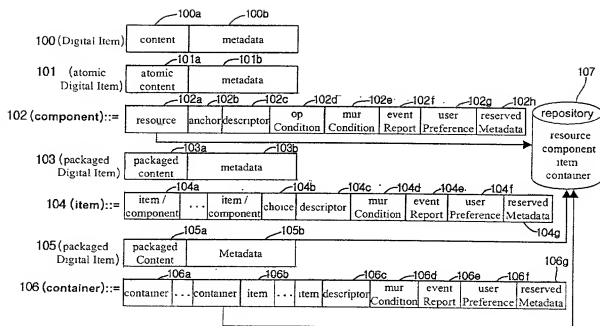 100a 100b
100 (Digital Item) content metadata
101a 101b
101 (atomic Digital Item) atomic content metadata
107
102a 102b 102c 102d 102e 102f 102g 102h
102 (component)::= resource anchor descriptor op Condition mur Condition event Report user Preference reserved Metadata
repository
resource
component
item
container
103a 103b
103 (packaged Digital Item) packaged content metadata
104a 104b 104c 104d 104e 104f
104 (item)::= item / component ... item / component choice descriptor mur Condition event Report user Preference reserved Metadata
104g
105a 105b
105 (packaged Digital Item) packaged Content Metadata
106a 106b 106c 106d 106e 106f 106g
106 (container)::= container ... container item ... item descriptor mur Condition event Report user Preference reserved Metadata